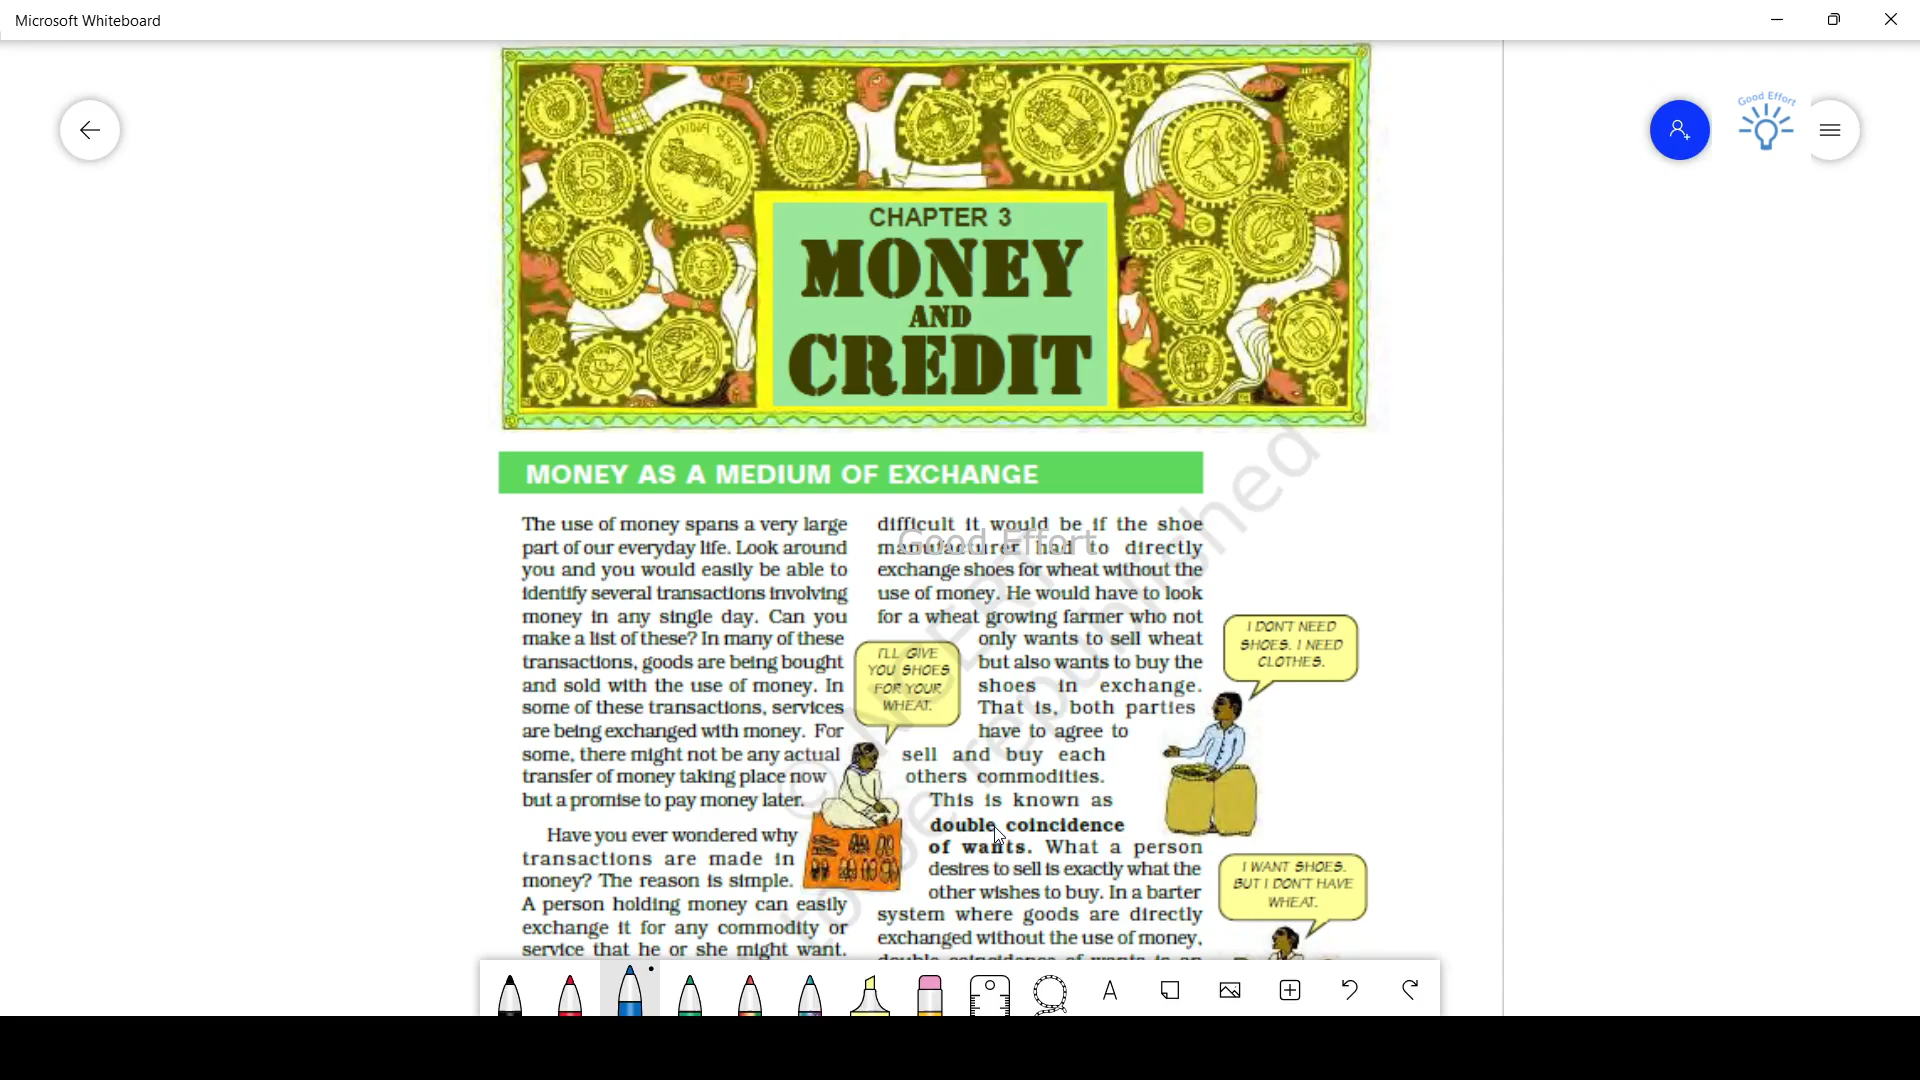 Microsoft Whiteboard
Good Effort
CHAPTER 3
MONEY
AND
CREDIT
MONEY AS A MEDIUM OF EXCHANGE
The use of money spans a very large
part of our everyday life. Look around
you and you would easily be able to
identify several transactions involving
money in any single day. Can you
make a list of these? In many of these
transactions, goods are being bought
and sold with the use of money. In
some of these transactions, services
are being exchanged with money. For
some, there might not be any actual
transfer of money taking place now
but a promise to pay money later.
Have you ever wondered why
transactions are made in
money? The reason is simple.
A person holding money can easily
exchange it for any commodity or
service that he or she might want.
difficult it would be if the shoe
manufacturer had to directly
exchange shoes for wheat without the
use of money. He would have to look
for a wheat growing farmer who not
only wants to sell wheat
but also wants to buy the
shoes in exchange.
That is, both parties
have to agree to
sell and buy each
others commodities.
This is known as
double coincidence
of wants. What a person
desires to sell is exactly what the
other wishes to buy. In a barter
system where goods are directly
exchanged without the use of money,
double coincidence of wants is an
Good Effort
I'LL GIVE
YOU SHOES
FOR YOUR
WHEAT.
I DON'T NEED
SHOES. I NEED
CLOTHES.
I WANT SHOES.
BUT I DON'T HAVE
WHEAT.
© NCERT
to be republished